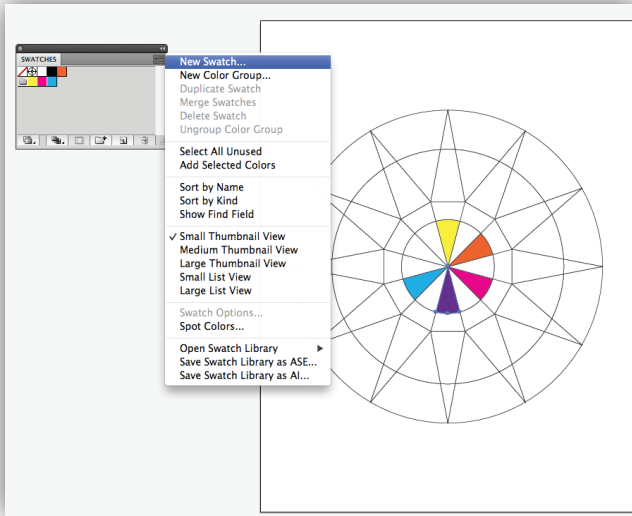 SWATCHES
New Swatch...
New Color Group...
Duplicate Swatch
Merge Swatches
Delete Swatch
Ungroup Color Group
Select All Unused
Add Selected Colors
Sort by Name
Sort by Kind
Show Find Field
Small Thumbnail View
Medium Thumbnail View
Large Thumbnail View
Small List View
Large List View
Swatch Options...
Spot Colors...
Open Swatch Library
Save Swatch Library as ASE...
Save Swatch Library as AI...